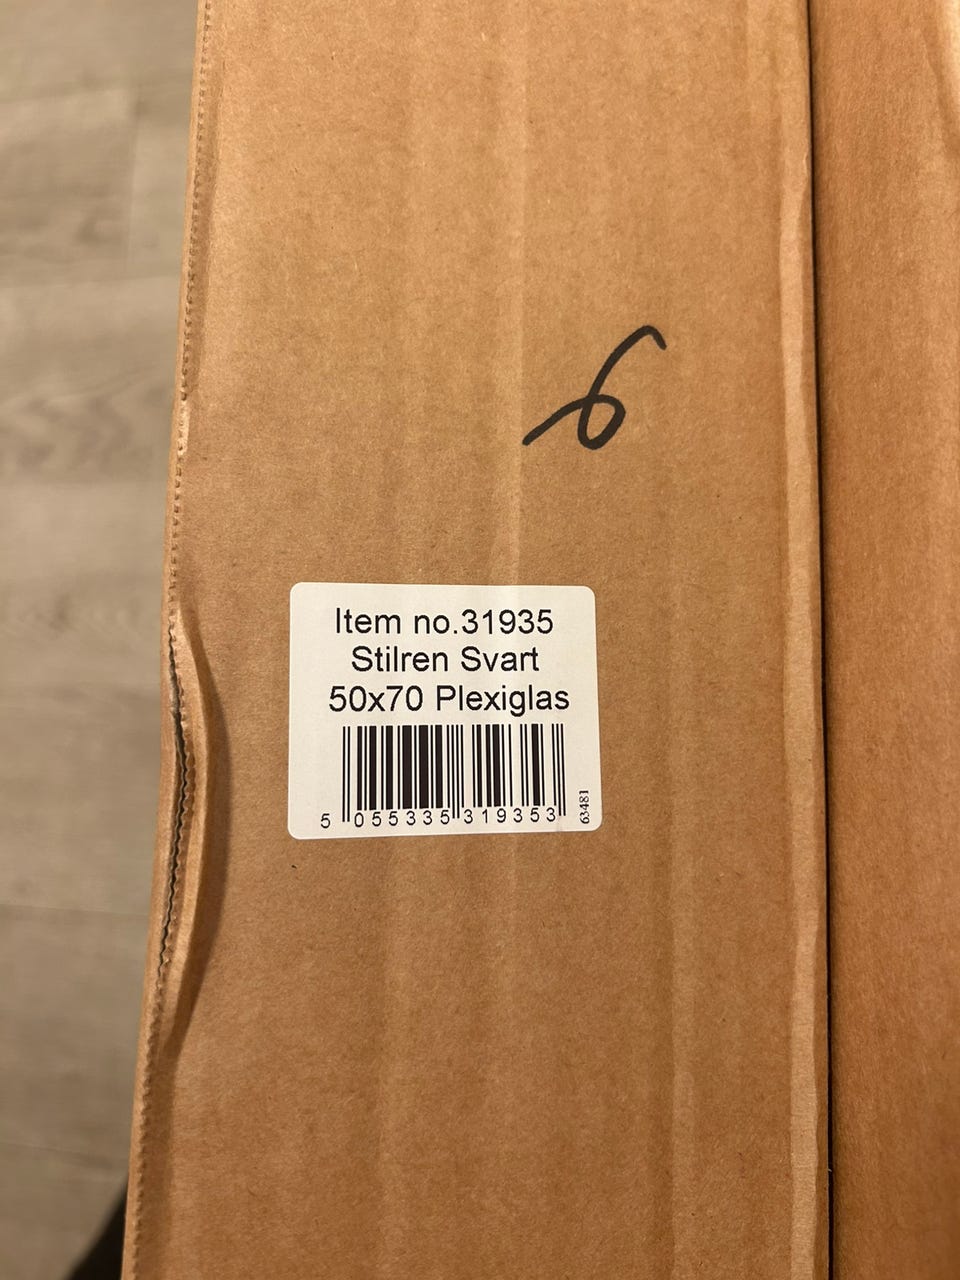 6
Item no.31935
Stilren Svart
50x70 Plexiglas
5 055335 319353
63481